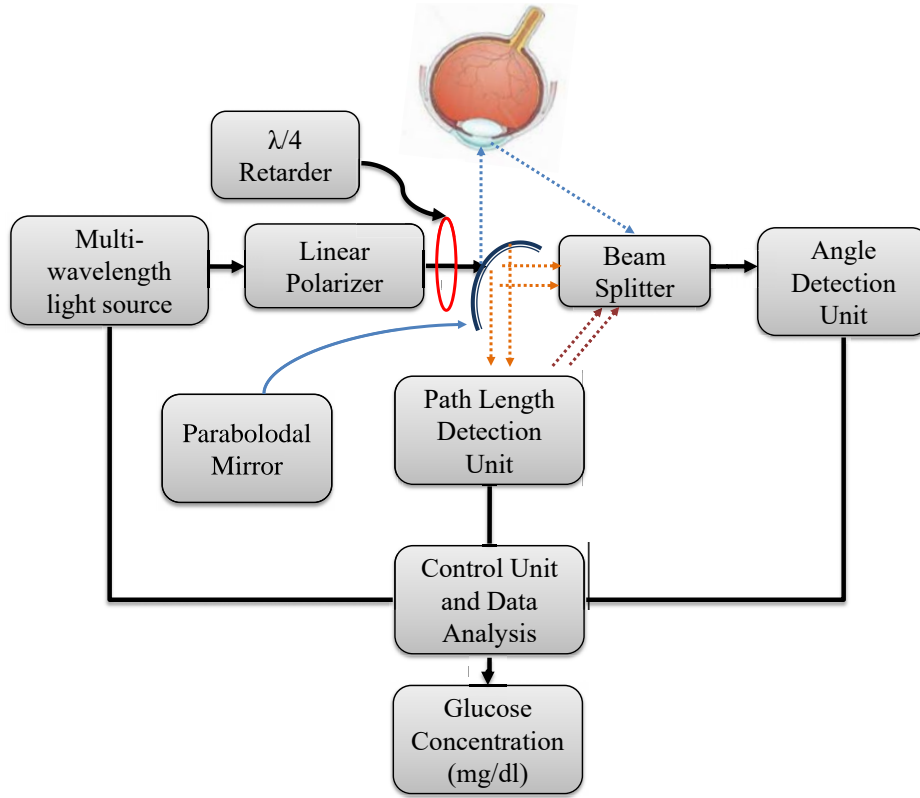 λ/4
Retarder
Multi-
wavelength
light source
Linear
Polarizer
Beam
Splitter
Angle
Detection
Unit
Parabolodal
Mirror
Path Length
Detection
Unit
Control Unit
and Data
Analysis
Glucose
Concentration
(mg/dl)